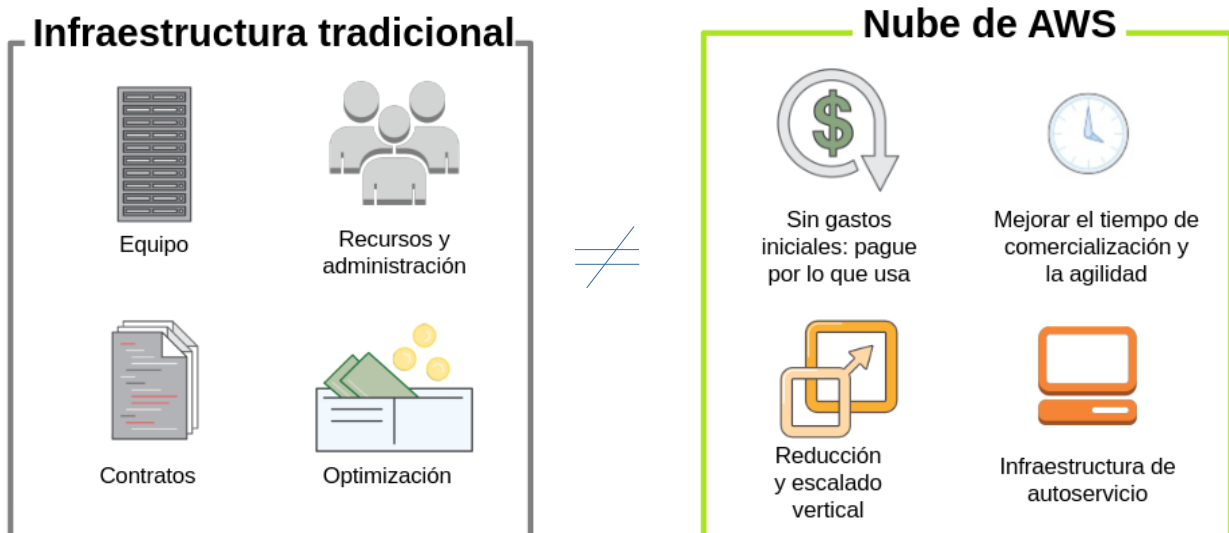 Infraestructura tradicional
Equipo
Recursos y
administración
Contratos
Optimización
≠
Nube de AWS
$
Sin gastos
iniciales: pague
por lo que usa
Mejorar el tiempo de
comercialización y
la agilidad
Reducción
y escalado
vertical
Infraestructura de
autoservicio